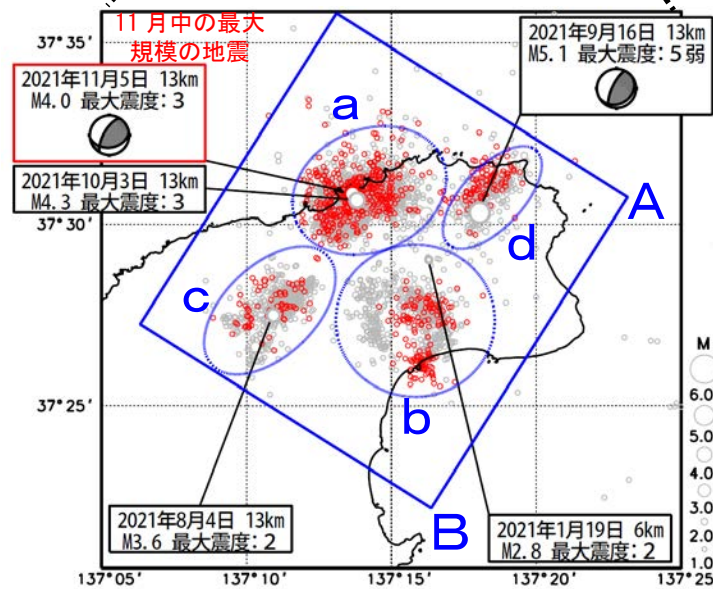 11月中の最大
規模の地震
2021年11月5日 13km
M4.0 最大震度:3
2021年10月3日 13km
M4.3 最大震度:3
2021年9月16日 13km
M5.1 最大震度:5弱
37°35′
37°30′
37°25′
a
A
d
c
b
B
2021年8月4日 13km
M3.6 最大震度:2
2021年1月19日 6km
M2.8 最大震度:2
M
6.0
5.0
4.0
3.0
2.0
1.0
137°05′
137°10′
137°15′
137°20′
137°25′